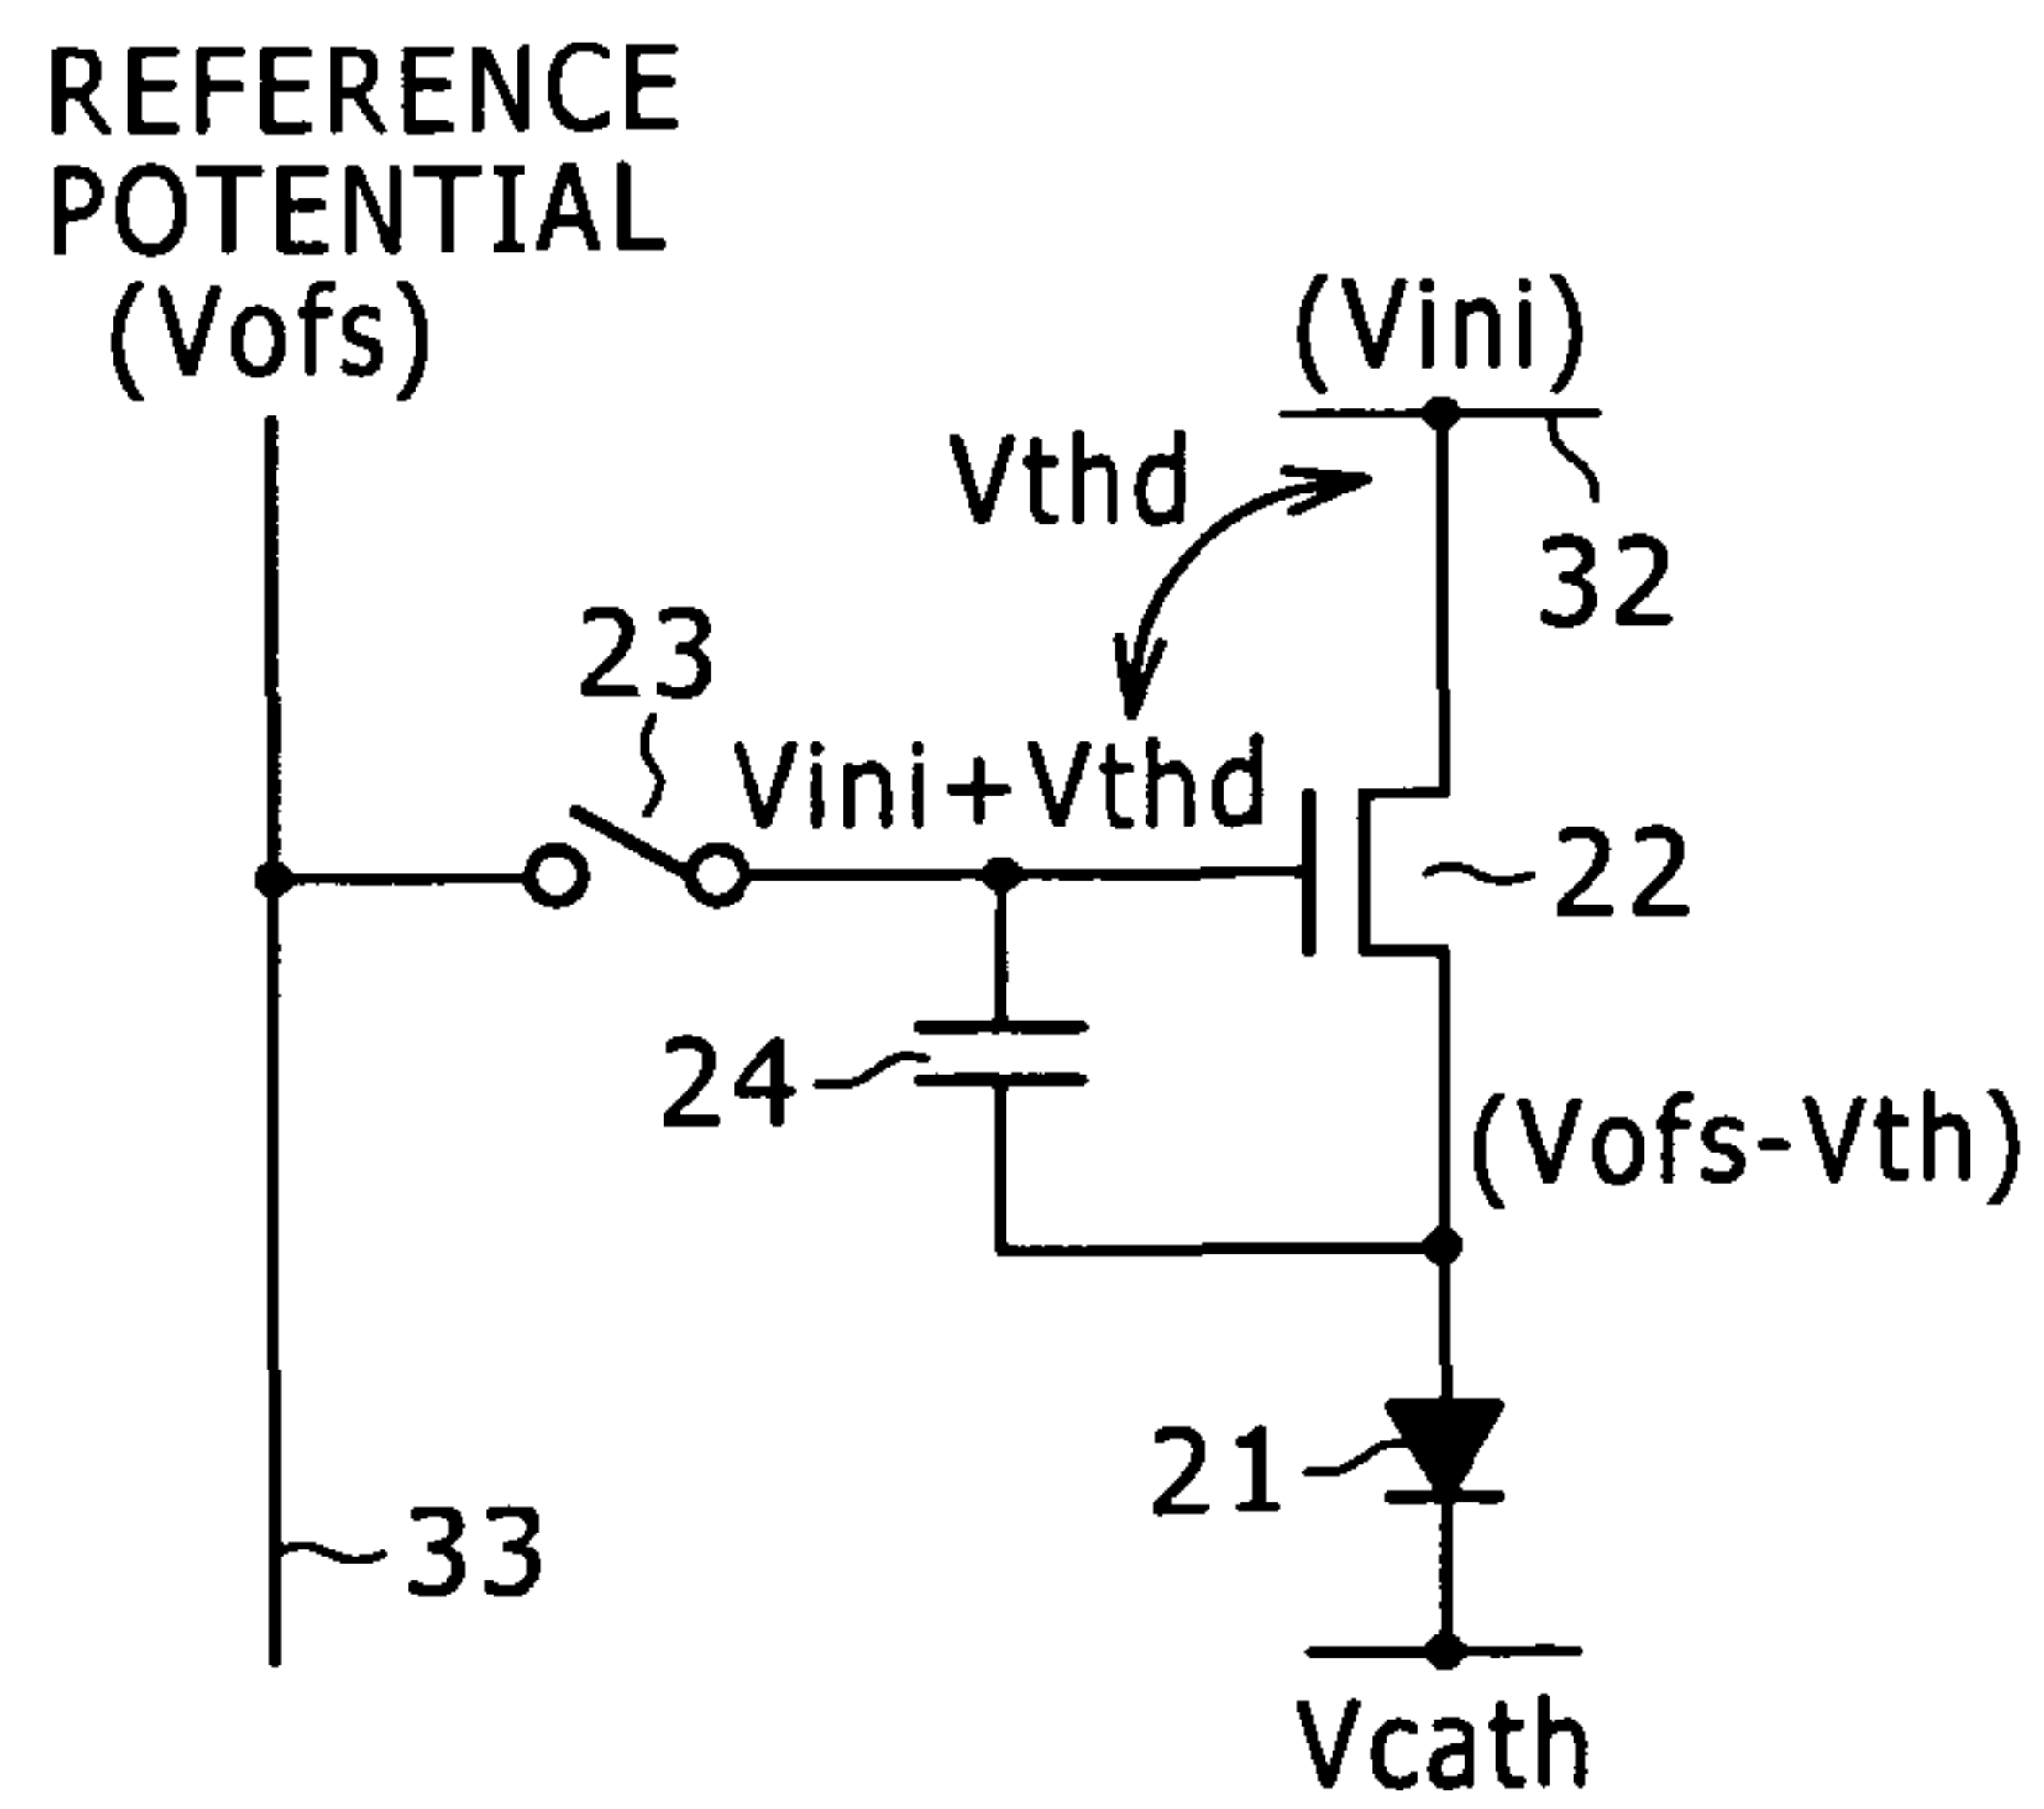 REFERENCE
POTENTIAL
(Vofs)
(Vini)
Vthd
32
23
Vini+Vthd
22
24
(Vofs-Vth)
21
33
Vcath